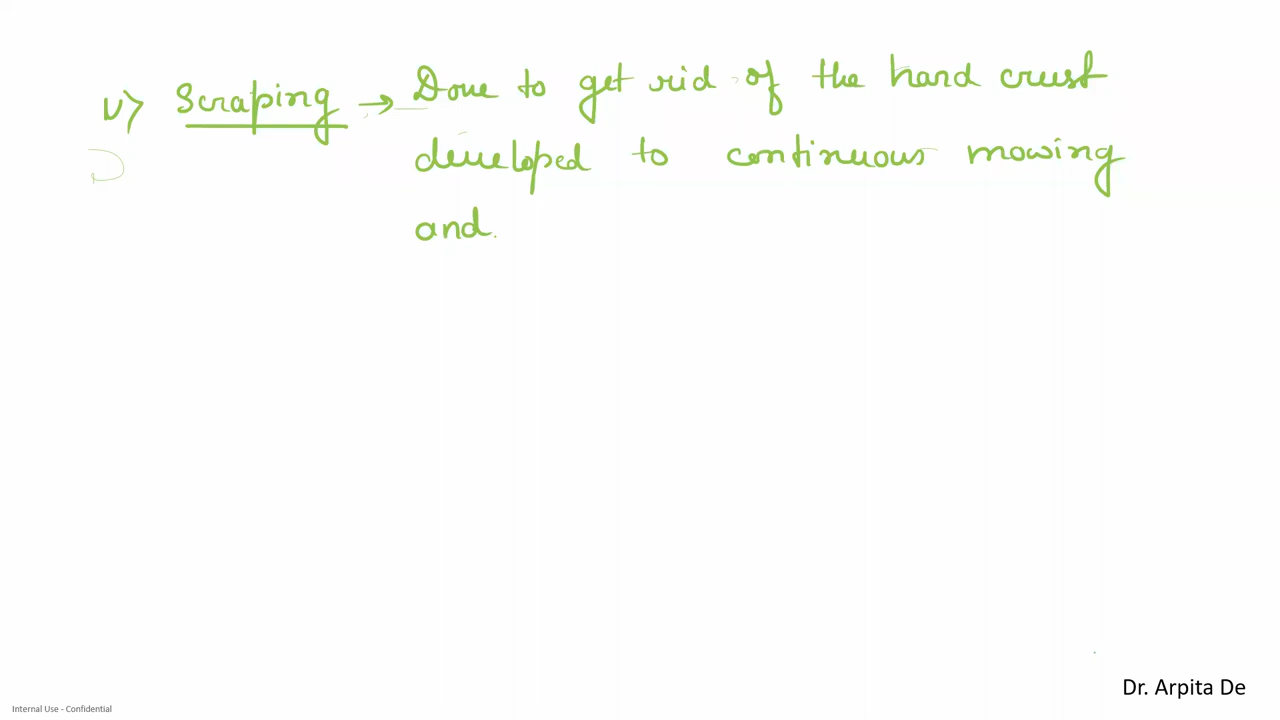 v) Scraping → Done to get rid of the hard crust
developed to continuous mowing
and
Dr. Arpita De
Internal Use - Confidential